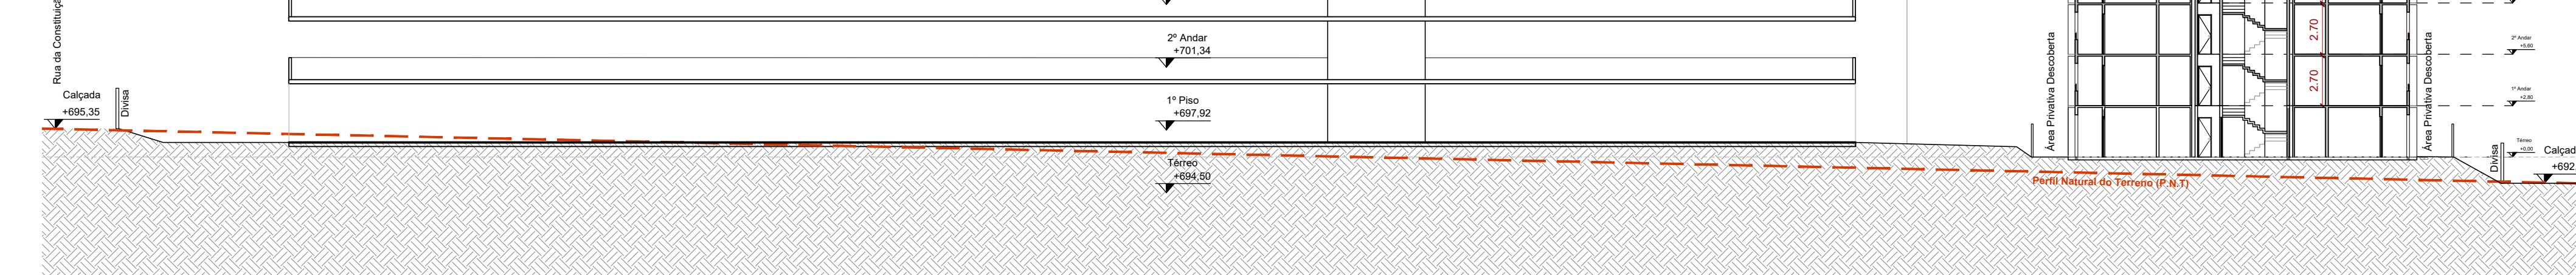 Rua da Constituiçã
Calçada
+695,35
Divisa
2º Andar
+701,34
1º Piso
+697,92
Térreo
+694,50
Área Privativa Descoberta
2.70
2.70
Área Privativa Descoberta
2º Andar
+5,60
1º Andar
+2,80
Térreo
+0,00
Divisa
Calçad
+692,
Perfil Natural do Terreno (P.N.T)